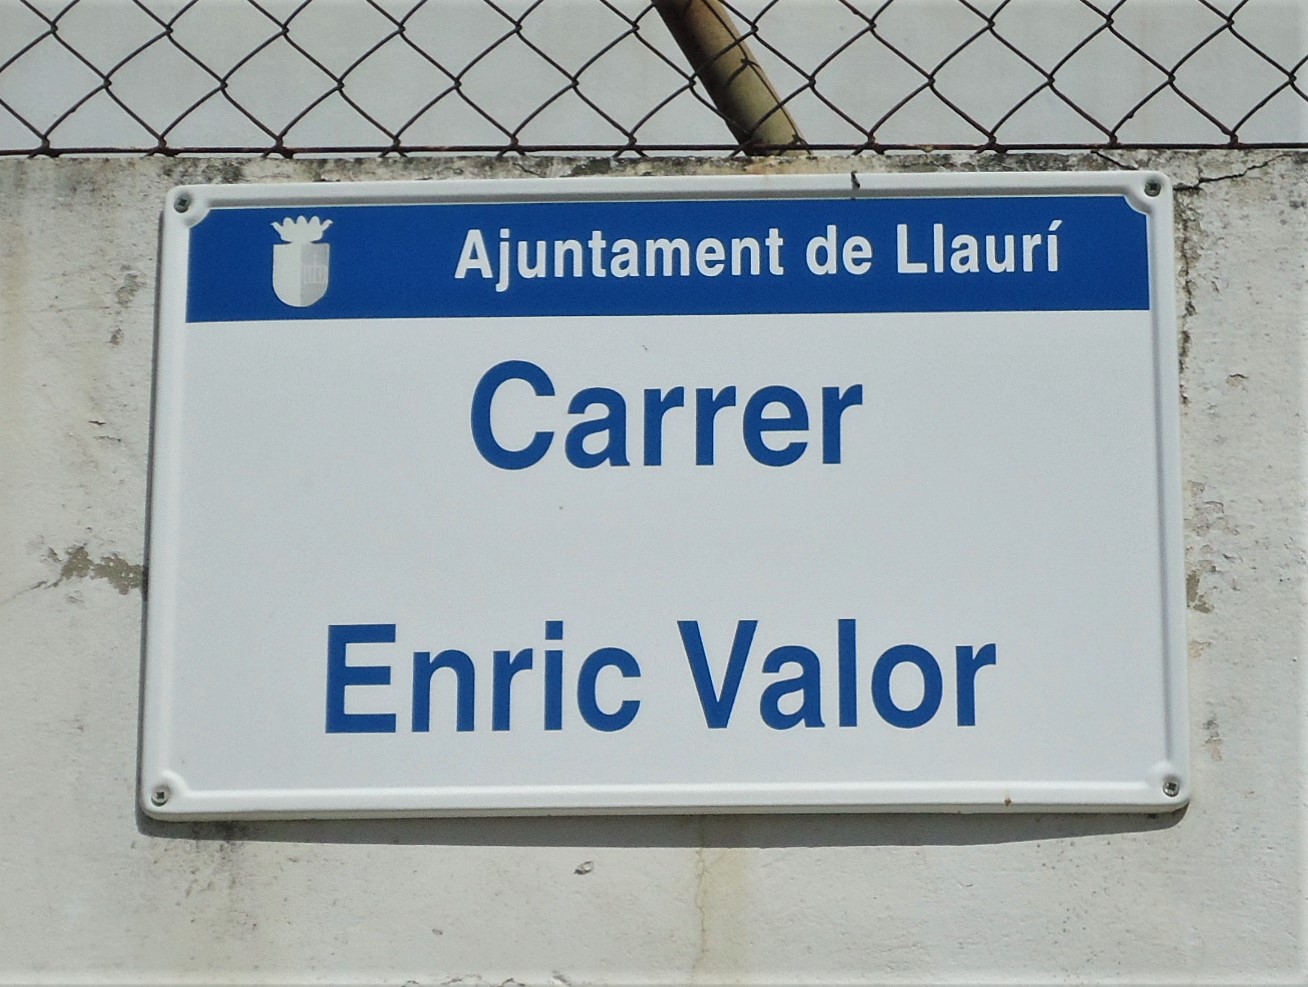 Ajuntament de Llaurí
Carrer
Enric Valor